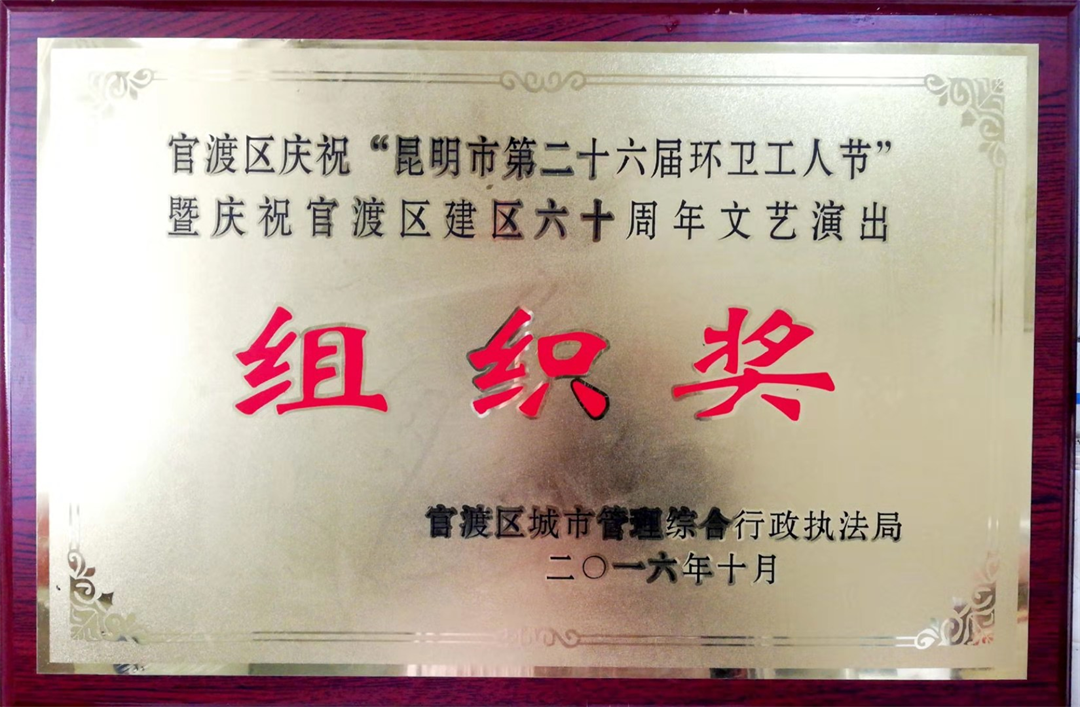 官渡区庆祝“昆明市第二十六届环卫工人节”
暨庆祝官渡区建区六十周年文艺演出
组织奖
官渡区城市管理综合行政执法局
二〇一六年十月